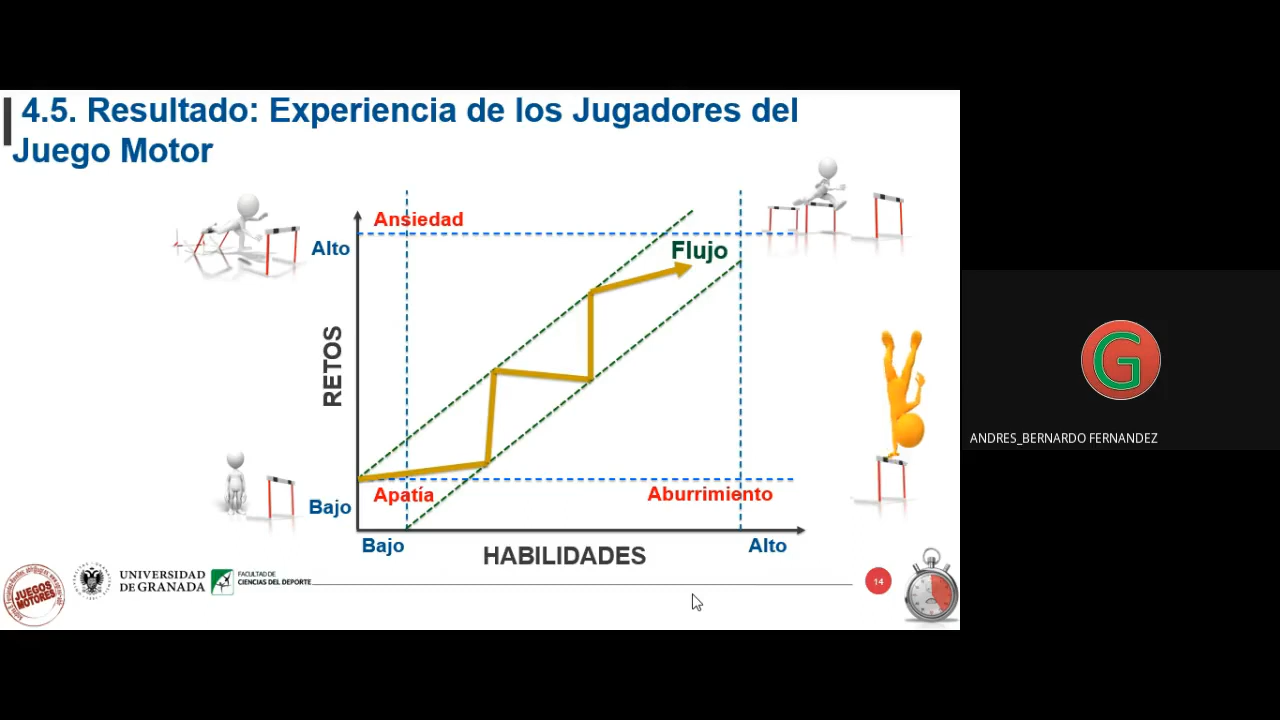 4.5. Resultado: Experiencia de los Jugadores del
Juego Motor
Ansiedad
Alto
Flujo
RETOS
Apatía
Aburrimiento
Bajo
Bajo
HABILIDADES
Alto
JUEGOS
MOTORES
UNIVERSIDAD
DE GRANADA
FACULTAD DE
CIENCIAS DEL DEPORTE
14
G
ANDRES_BERNARDO FERNANDEZ